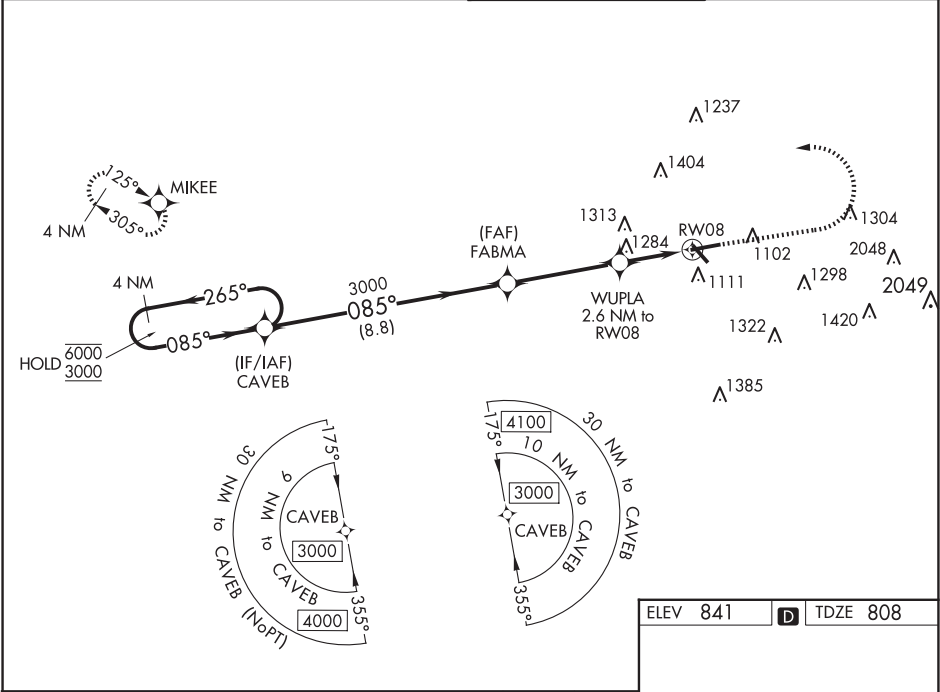 1237
1404
MIKEE
125°
305°
4 NM
1313
1284
RW08
1304
1102
2048
(FAF)
FABMA
1111
1298
2049
WUPLA
2.6 NM to
RW08
1420
1322
4 NM
265°
3000
085°
(8.8)
085°
HOLD 6000
3000
(IF/IAF)
CAVEB
1385
175°
30 NM to CAVEB (NoPT)
6 NM to CAVEB
CAVEB
3000
4000
355°
4100
175°
30 NM to CAVEB
10 NM to CAVEB
3000
CAVEB
355°
ELEV 841 D TDZE 808